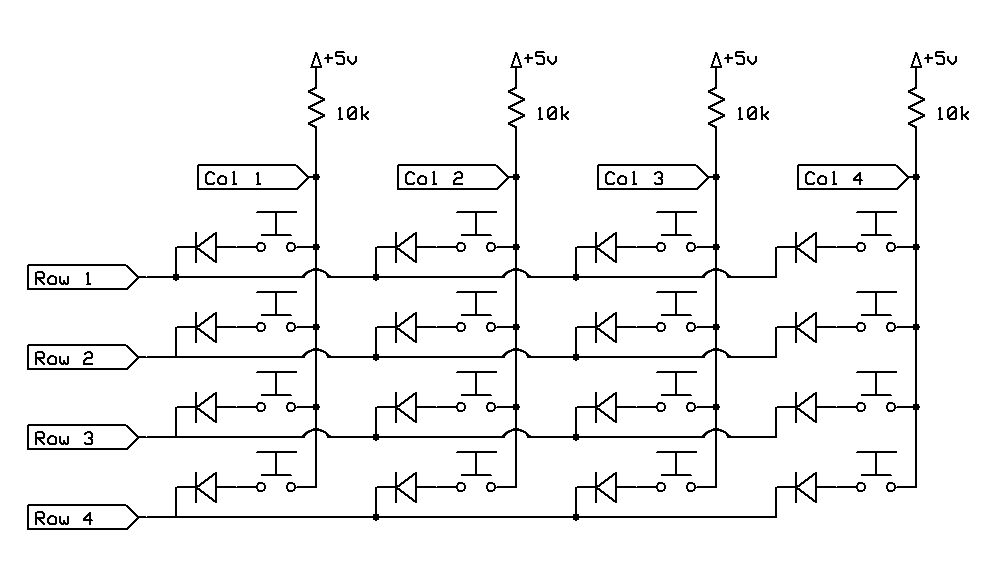 +5v +5v +5v +5v
10k 10k 10k 10k
Col 1 Col 2 Col 3 Col 4
Row 1
Row 2
Row 3
Row 4